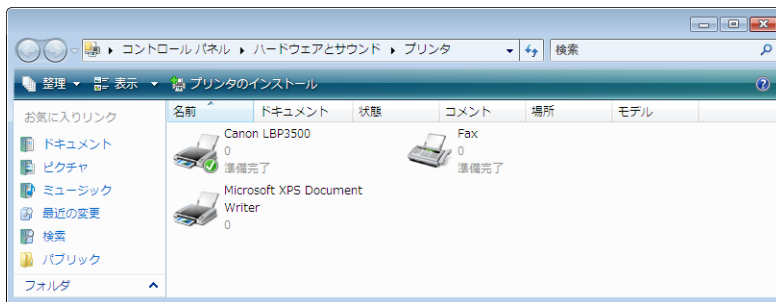 コントロール パネル ハードウェアとサウンド プリンタ 検索
整理 表示 プリンタのインストール
お気に入りリンク
ドキュメント
ピクチャ
ミュージック
最近の変更
検索
パブリック
フォルダ
名前 ドキュメント 状態 コメント 場所 モデル
Canon LBP3500
0
準備完了
Fax
0
準備完了
Microsoft XPS Document
Writer
0